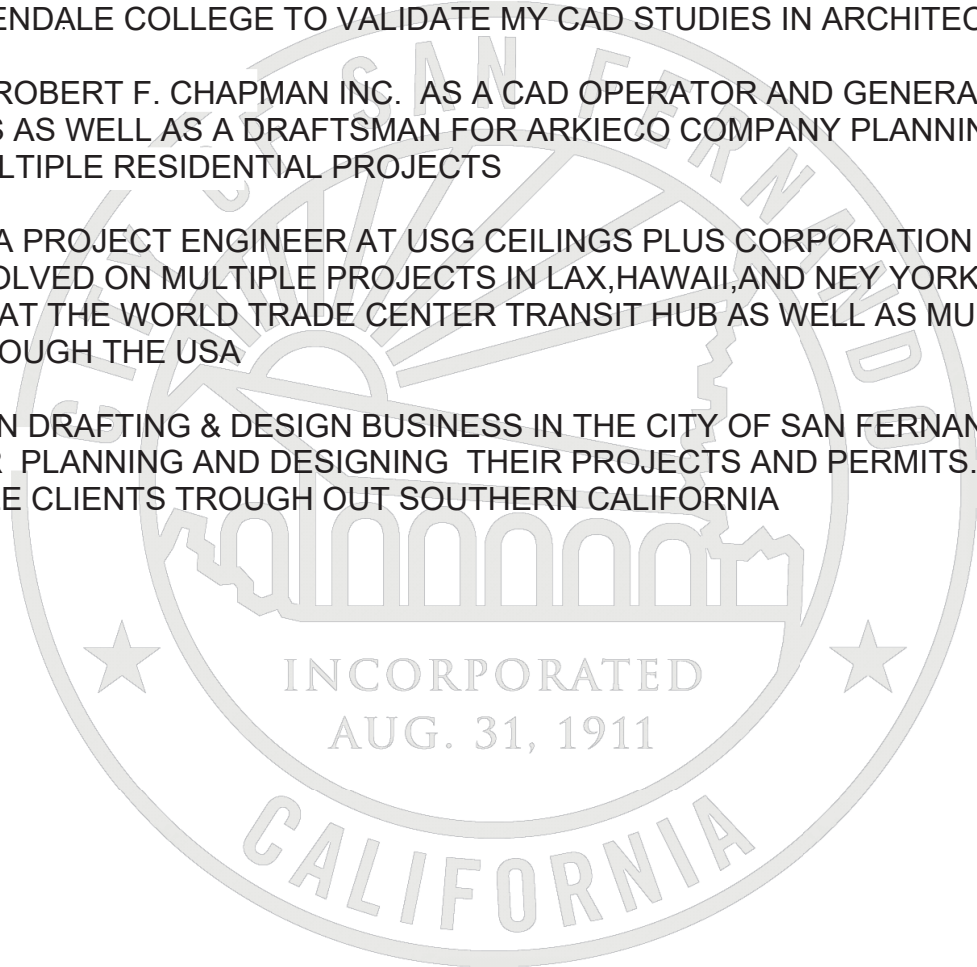 ENDALE COLLEGE TO VALIDATE MY CAD STUDIES IN ARCHITEC
ROBERT F. CHAPMAN INC. AS A CAD OPERATOR AND GENERA
S AS WELL AS A DRAFTSMAN FOR ARKIECO COMPANY PLANNIN
LTIPLE RESIDENTIAL PROJECTS
A PROJECT ENGINEER AT USG CEILINGS PLUS CORPORATION
OLVED ON MULTIPLE PROJECTS IN LAX,HAWAII,AND NEY YORK
AT THE WORLD TRADE CENTER TRANSIT HUB AS WELL AS MU
OUGH THE USA
N DRAFTING & DESIGN BUSINESS IN THE CITY OF SAN FERNAN
R PLANNING AND DESIGNING THEIR PROJECTS AND PERMITS.
E CLIENTS TROUGH OUT SOUTHERN CALIFORNIA
CITY OF SAN FERNANDO
INCORPORATED
AUG. 31, 1911
CALIFORNIA